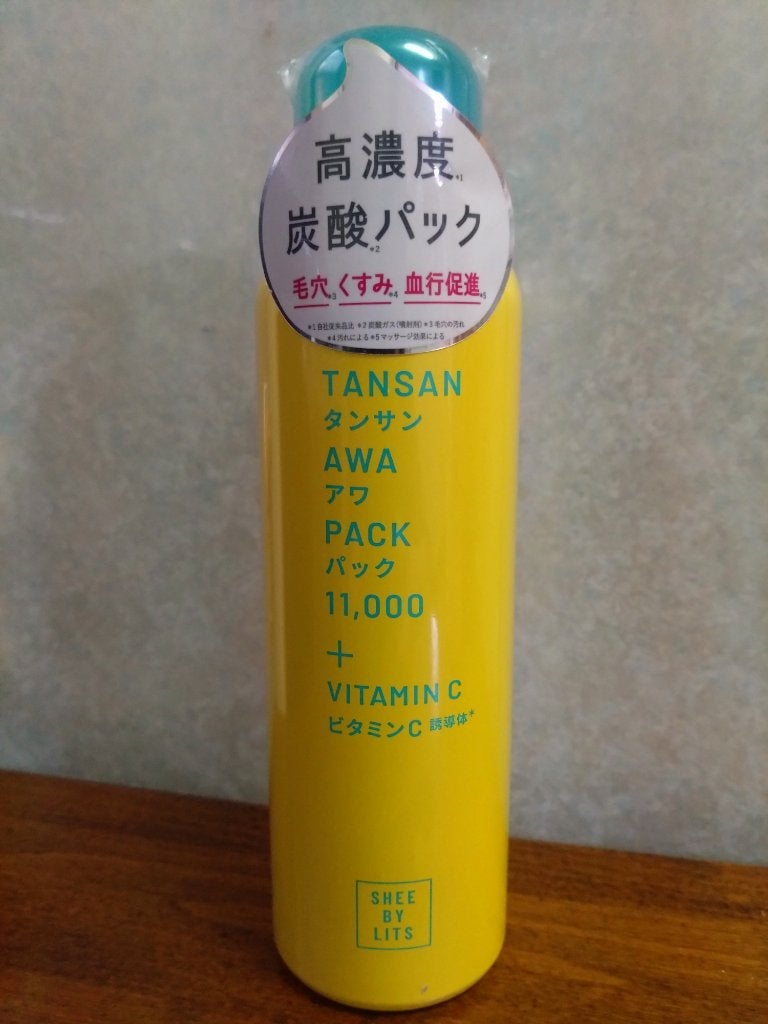 高濃度*1
炭酸*2パック
毛穴*3 くすみ*4 血行促進*5
*1 自社従来品比 *2 炭酸ガス(噴射剤) *3 毛穴の汚れ
*4 汚れによる *5 マッサージ効果による
TANSAN
タンサン
AWA
アワ
PACK
パック
11,000
+
VITAMIN C
ビタミンC 誘導体*
SHEE
BY
LITS